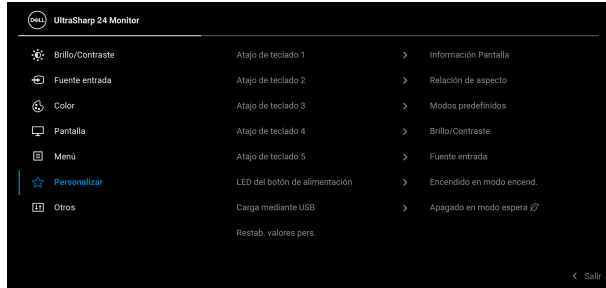 DELL UltraSharp 24 Monitor
Brillo/Contraste Atajo de teclado 1 > Información Pantalla
Fuente entrada Atajo de teclado 2 > Relación de aspecto
Color Atajo de teclado 3 > Modos predefinidos
Pantalla Atajo de teclado 4 > Brillo/Contraste
Menú Atajo de teclado 5 > Fuente entrada
Personalizar LED del botón de alimentación > Encendido en modo encend.
Otros Carga mediante USB > Apagado en modo espera
Restab. valores pers.
< Salir